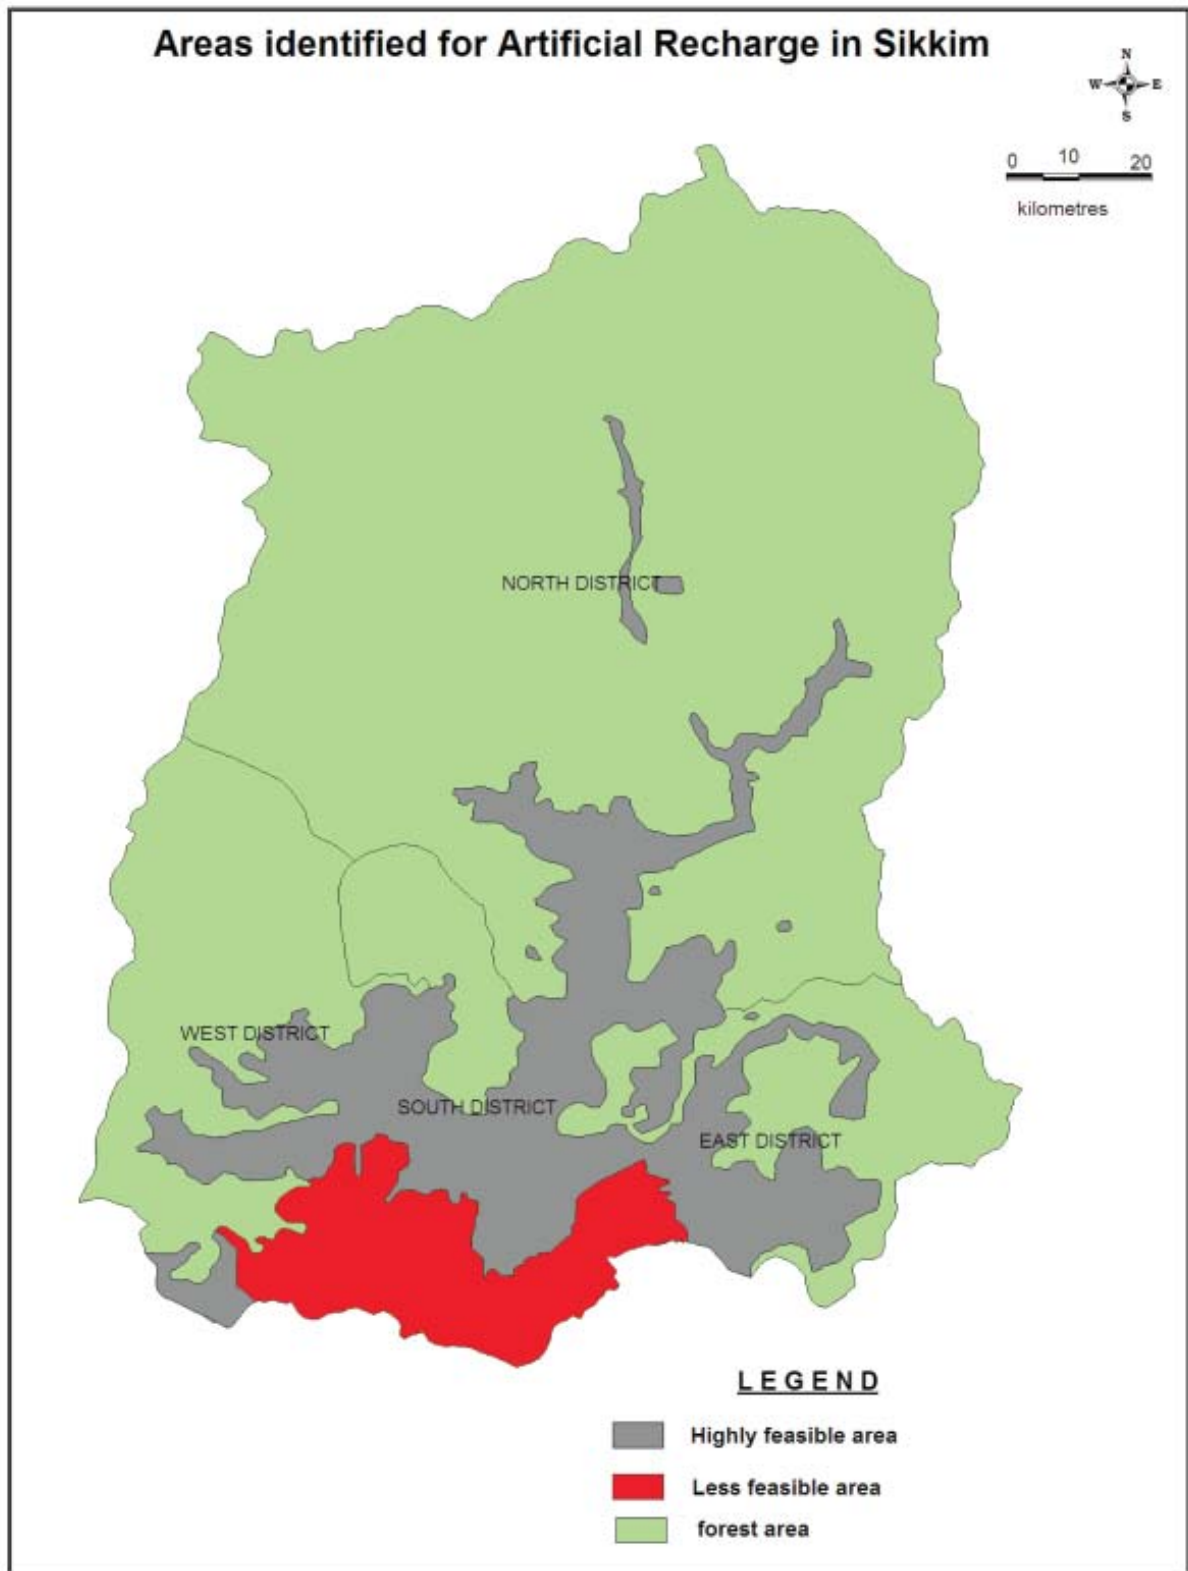 Areas identified for Artificial Recharge in Sikkim
N
W E
S
0 10 20
kilometres
NORTH DISTRICT
WEST DISTRICT
SOUTH DISTRICT
EAST DISTRICT
LEGEND
Highly feasible area
Less feasible area
forest area